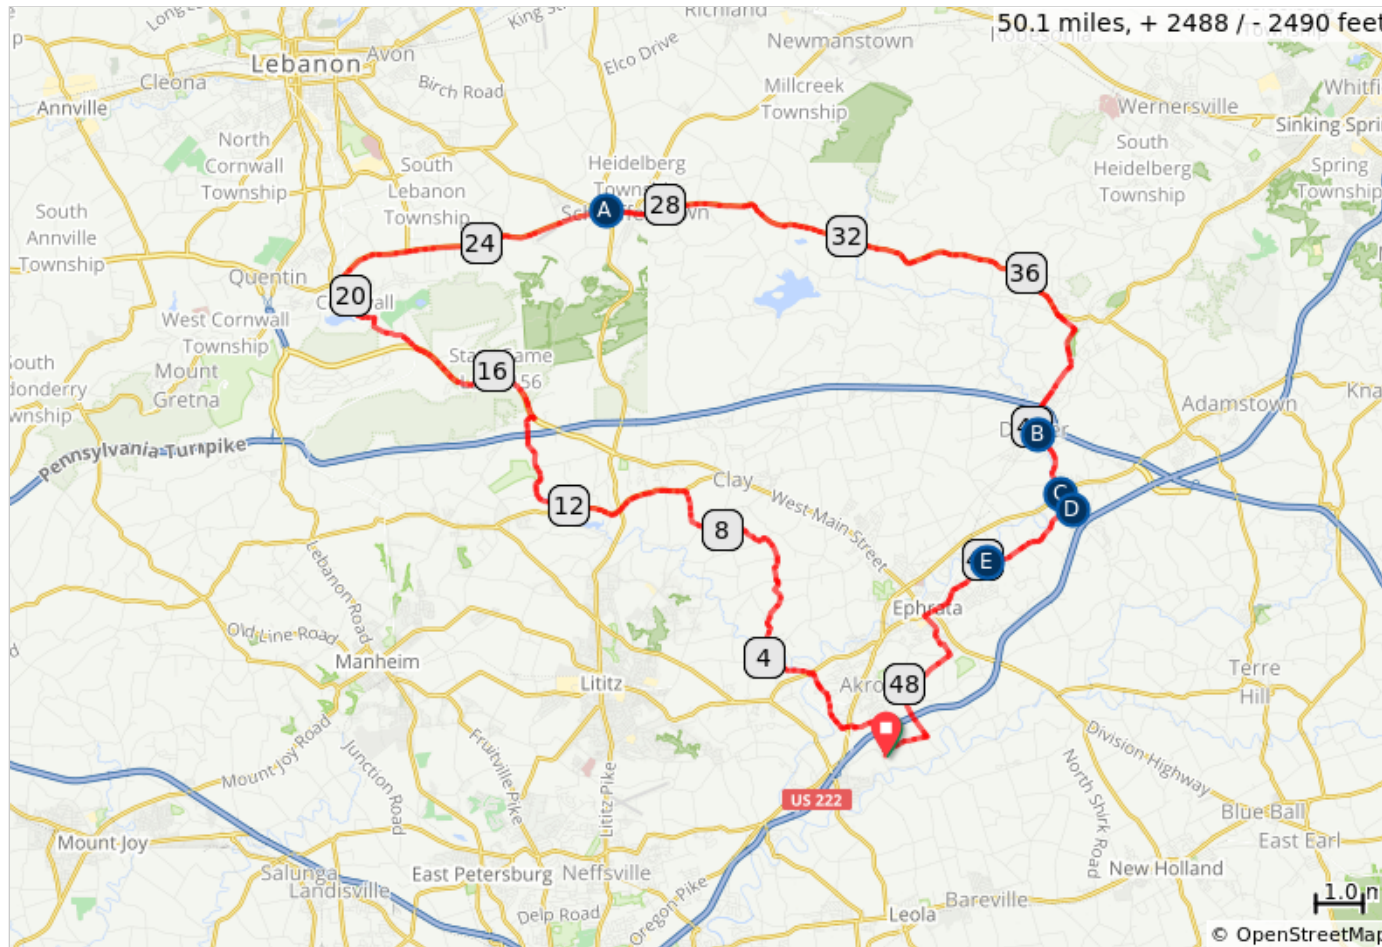 50.1 miles, + 2488 / - 2490 feet
Richland
Avon
Lebanon
Elco Drive
Newmanstown
Cleona
Birch Road
Annville
Millcreek
Township
Wernersville
Whitfi
Sinking Sprin
North
Cornwall
Township
South
Lebanon
Township
Heidelberg
South
Heidelberg
Township
Spring
Township
South
Annville
Township
A
28
24
32
36
Quentin
20
West Cornwall
Township
16
56
Mount
Gretna
Pennsylvania Turnpike
Adamstown
B
Clay
West Main Street
C
D
12
8
E
Lebanon Road
Ephrata
Old Line Road
Manheim
4
Lititz
48
Terre
Hill
Mount Joy Road
Junction Road
Fruitville Pike
Lititz Pike
US 222
Division Highway
North Shirk Road
Blue Ball
East Earl
Mount Joy
Salunga
Landisville
East Petersburg
Neffsville
New Holland
Delp Road
Oregon Pike
Leola
Bareville
1.0
© OpenStreetMap